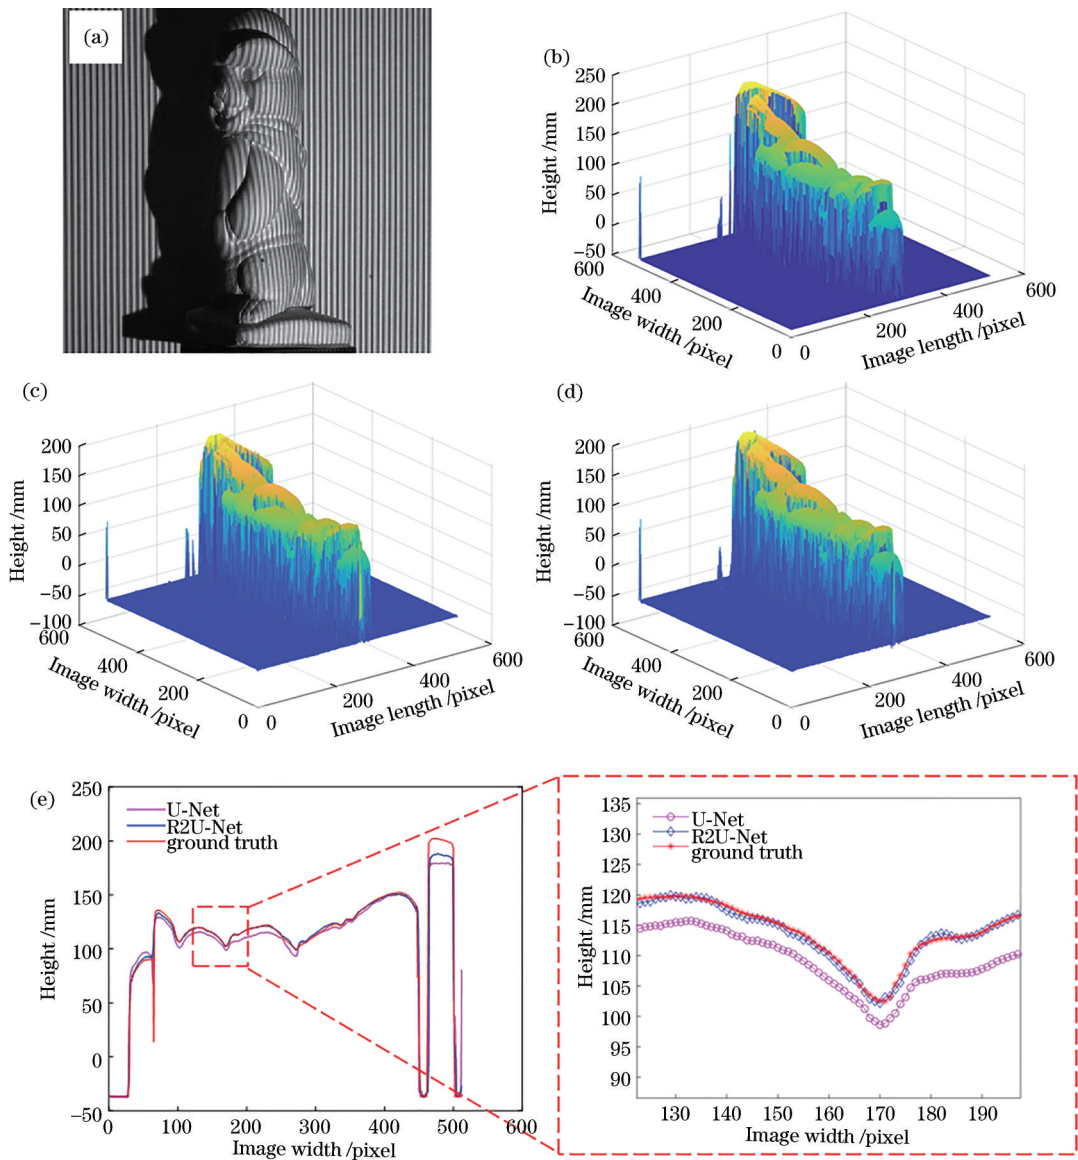 (a)
(b)
250
200
150
100
50
0
−50
Height /mm
600
400
200
0
Image width /pixel
0
200
400
600
Image length /pixel
(c)
200
150
100
50
0
−50
−100
Height /mm
600
400
200
0
Image width /pixel
0
200
400
600
Image length /pixel
(d)
200
150
100
50
0
−50
−100
Height /mm
600
400
200
0
Image width /pixel
0
200
400
600
Image length /pixel
(e)
250
200
150
100
50
0
−50
Height /mm
U-Net
R2U-Net
ground truth
0 100 200 300 400 500 600
Image width /pixel
135
130
125
120
115
110
105
100
95
90
Height /mm
U-Net
R2U-Net
ground truth
130 140 150 160 170 180 190
Image width /pixel